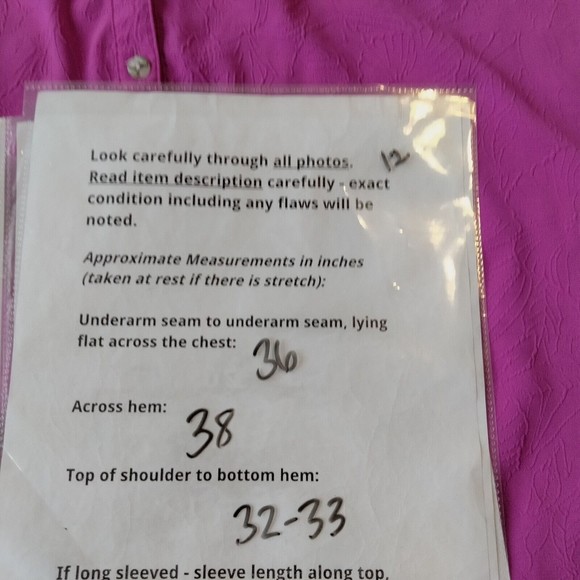 Look carefully through all photos. 12
Read item description carefully - exact
condition including any flaws will be
noted.
Approximate Measurements in inches
(taken at rest if there is stretch):
Underarm seam to underarm seam, lying
flat across the chest: 36
Across hem: 38
Top of shoulder to bottom hem:
32-33
If long sleeved - sleeve length along top,